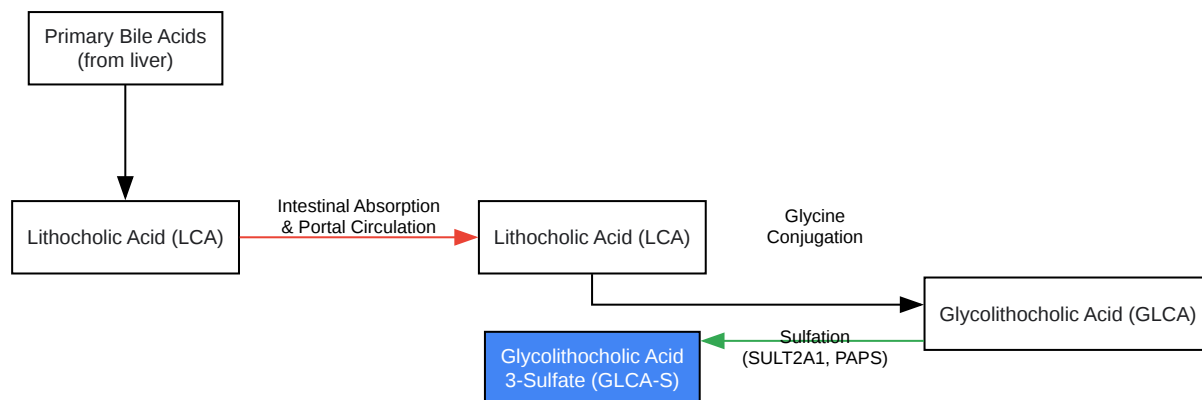 Primary Bile Acids
(from liver)
Lithocholic Acid (LCA)
Intestinal Absorption
& Portal Circulation
Lithocholic Acid (LCA)
Glycine
Conjugation
Glycolithocholic Acid (GLCA)
Sulfation
(SULT2A1, PAPS)
Glycolithocholic Acid
3-Sulfate (GLCA-S)